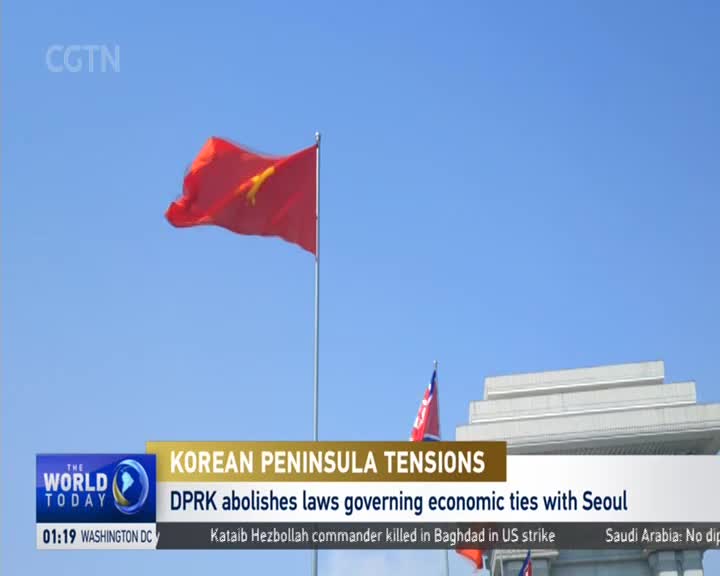 CGTN
KOREAN PENINSULA TENSIONS
THE
WORLD
TODAY
DPRK abolishes laws governing economic ties with Seoul
01:19 WASHINGTON DC
Kataib Hezbollah commander killed in Baghdad in US strike
Saudi Arabia: No dip